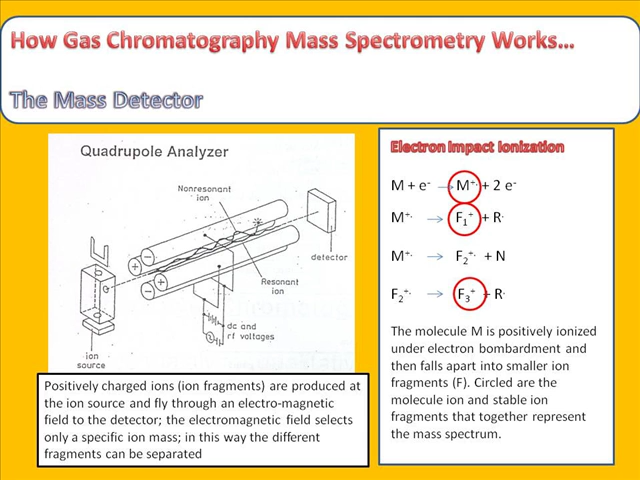 How Gas Chromatography Mass Spectrometry Works...
The Mass Detector
Quadrupole Analyzer
Nonresonant
ion
detector
Resonant
ion
dc and
rf voltages
ion
source
Positively charged ions (ion fragments) are produced at
the ion source and fly through an electro-magnetic
field to the detector; the electromagnetic field selects
only a specific ion mass; in this way the different
fragments can be separated
Electron Impact Ionization
M + e⁻ → M⁺· + 2 e⁻
M⁺· → F₁⁺ + R·
M⁺· → F₂⁺· + N
F₂⁺· → F₃⁺ + R·
The molecule M is positively ionized
under electron bombardment and
then falls apart into smaller ion
fragments (F). Circled are the
molecule ion and stable ion
fragments that together represent
the mass spectrum.